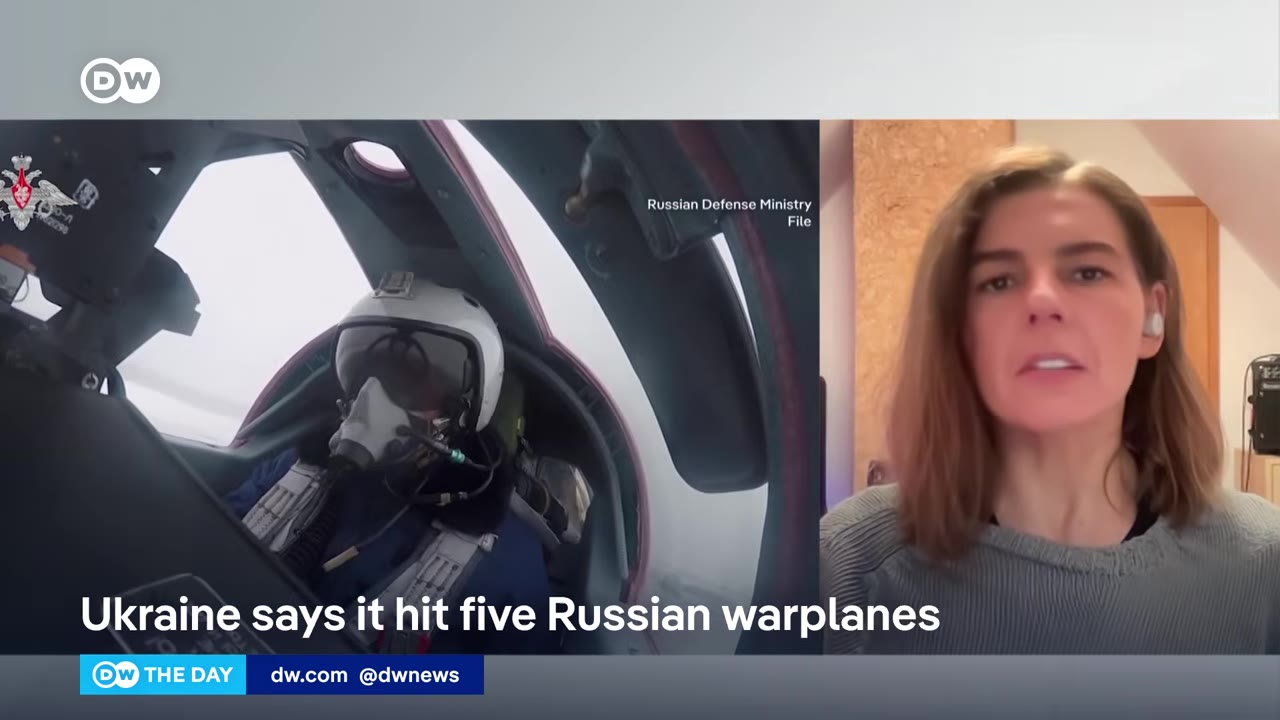 DW
Russian Defense Ministry
File
Ukraine says it hit five Russian warplanes
DW THE DAY
dw.com @dwnews